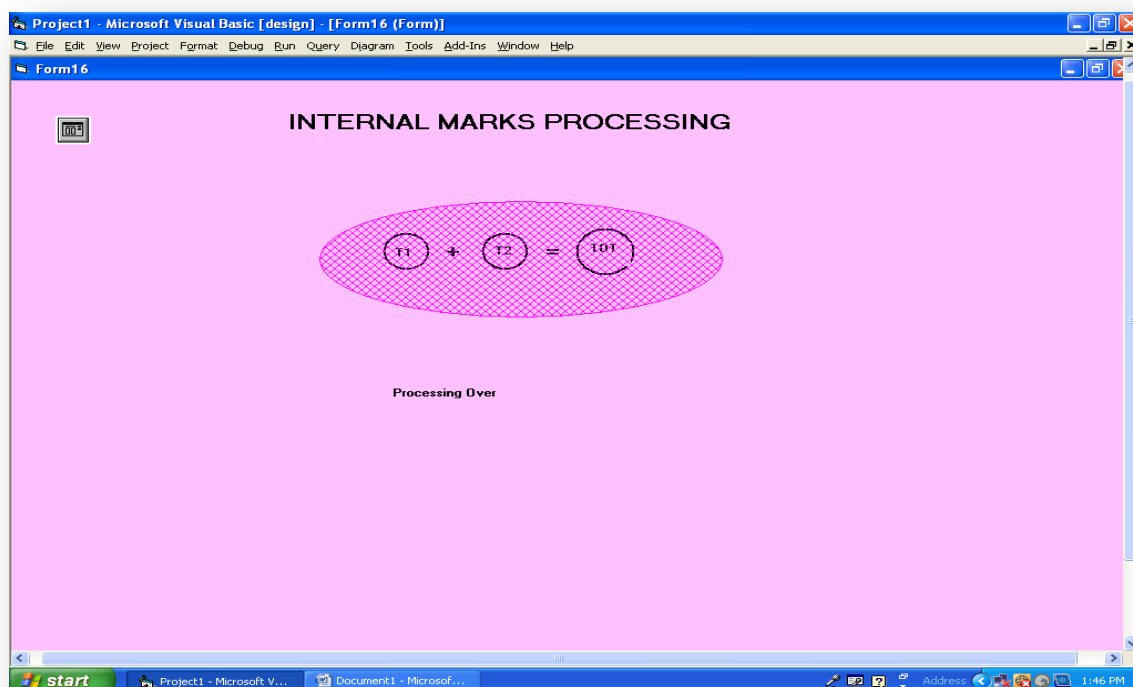 Project1 - Microsoft Visual Basic [design] - [Form16 (Form)]
File Edit View Project Format Debug Run Query Diagram Tools Add-Ins Window Help
Form16
INTERNAL MARKS PROCESSING
T1 + T2 = TOT
Processing Over
start Project1 - Microsoft V... Document1 - Microsof... Address 1:46 PM